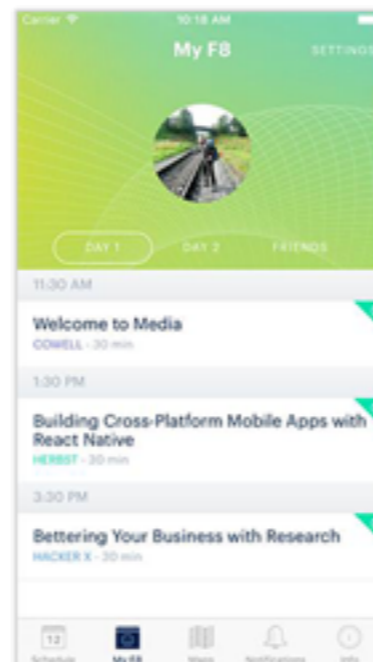 Carrier 10:18 AM
My F8 SETTINGS
DAY 1 DAY 2 FRIENDS
11:30 AM
Welcome to Media
COWELL - 30 min
1:30 PM
Building Cross-Platform Mobile Apps with
React Native
HERBST - 30 min
3:30 PM
Bettering Your Business with Research
HACKER X - 30 min
12
Schedule My F8 Maps Notifications Info